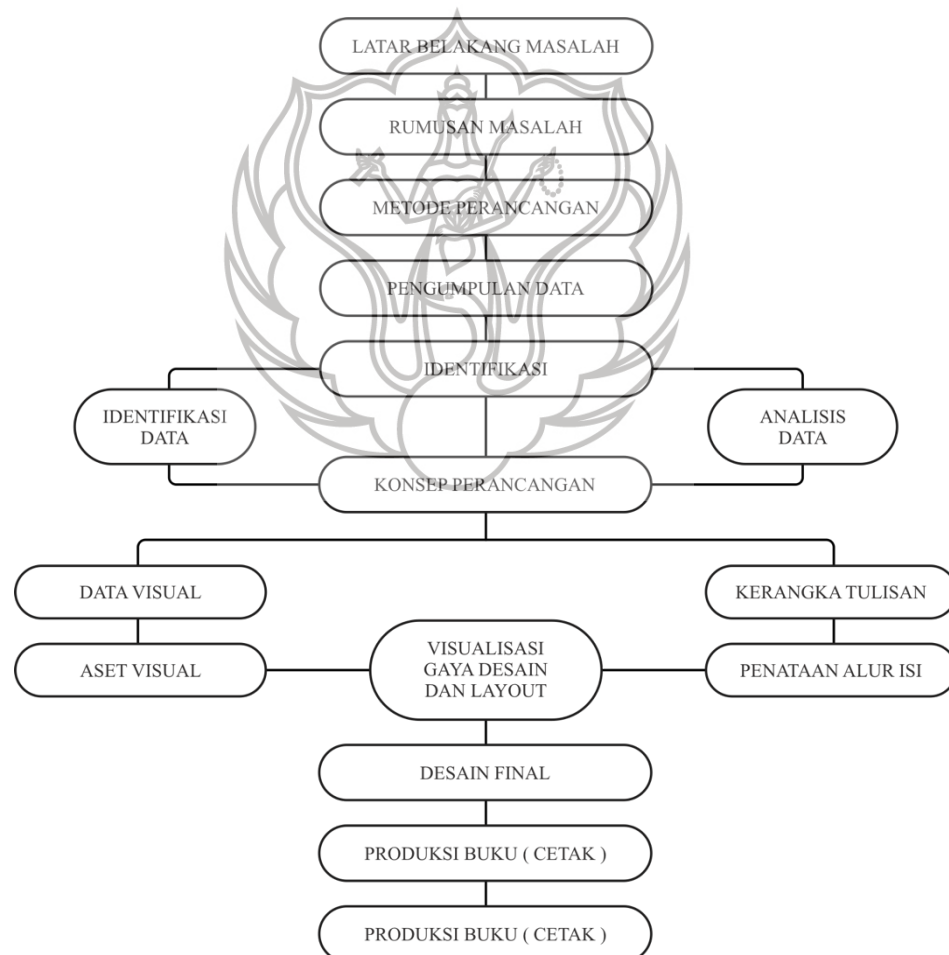 LATAR BELAKANG MASALAH
RUMUSAN MASALAH
METODE PERANCANGAN
PENGUMPULAN DATA
IDENTIFIKASI
IDENTIFIKASI
DATA
ANALISIS
DATA
KONSEP PERANCANGAN
DATA VISUAL
KERANGKA TULISAN
ASET VISUAL
VISUALISASI
GAYA DESAIN
DAN LAYOUT
PENATAAN ALUR ISI
DESAIN FINAL
PRODUKSI BUKU ( CETAK )
PRODUKSI BUKU ( CETAK )